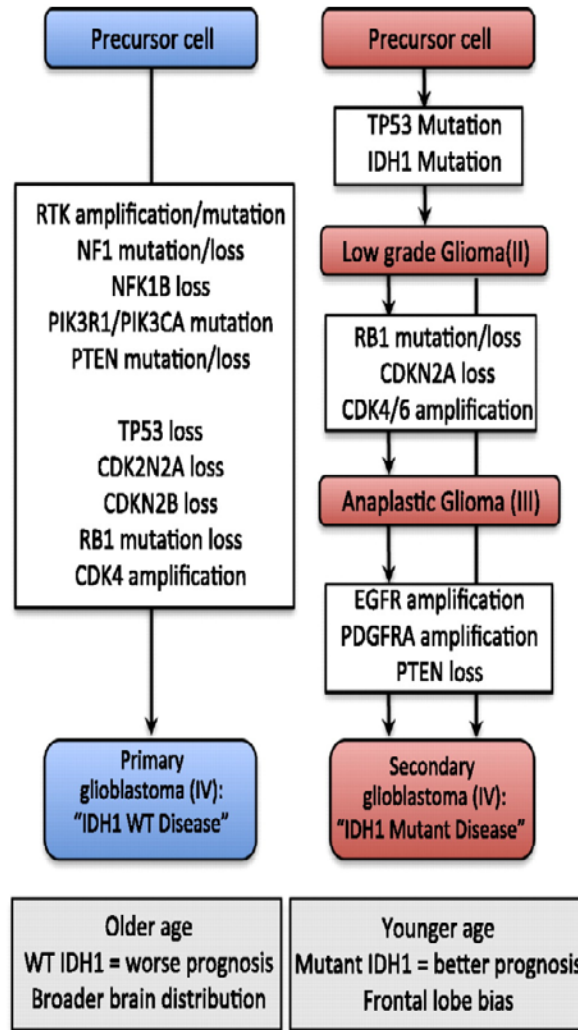 Precursor cell
RTK amplification/mutation
NF1 mutation/loss
NFK1B loss
PIK3R1/PIK3CA mutation
PTEN mutation/loss
TP53 loss
CDK2N2A loss
CDKN2B loss
RB1 mutation loss
CDK4 amplification
Primary
glioblastoma (IV):
“IDH1 WT Disease”
Older age
WT IDH1 = worse prognosis
Broader brain distribution
Precursor cell
TP53 Mutation
IDH1 Mutation
Low grade Glioma(II)
RB1 mutation/loss
CDKN2A loss
CDK4/6 amplification
Anaplastic Glioma (III)
EGFR amplification
PDGFRA amplification
PTEN loss
Secondary
glioblastoma (IV):
“IDH1 Mutant Disease”
Younger age
Mutant IDH1 = better prognosis
Frontal lobe bias